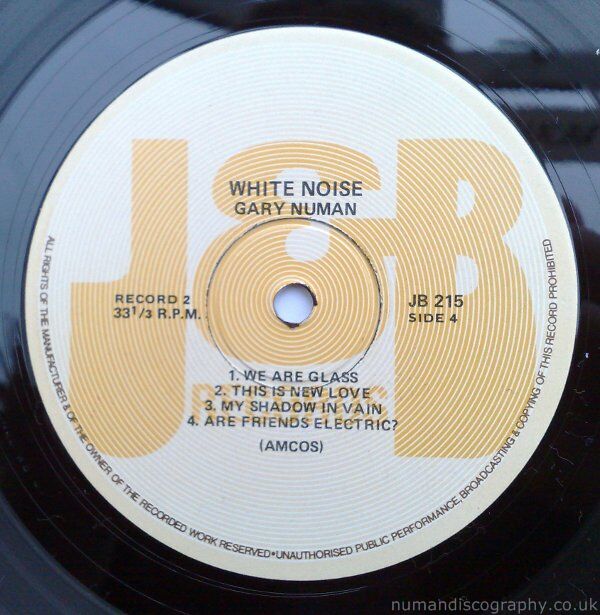 J&B
WHITE NOISE
GARY NUMAN
RECORD 2
33 1/3 R.P.M.
JB 215
SIDE 4
1. WE ARE GLASS
2. THIS IS NEW LOVE
3. MY SHADOW IN VAIN
4. ARE FRIENDS ELECTRIC?
(AMCOS)
ALL RIGHTS OF THE MANUFACTURER & OF THE OWNER OF THE RECORDED WORK RESERVED•UNAUTHORISED PUBLIC PERFORMANCE, BROADCASTING & COPYING OF THIS RECORD PROHIBITED
numandiscography.co.uk